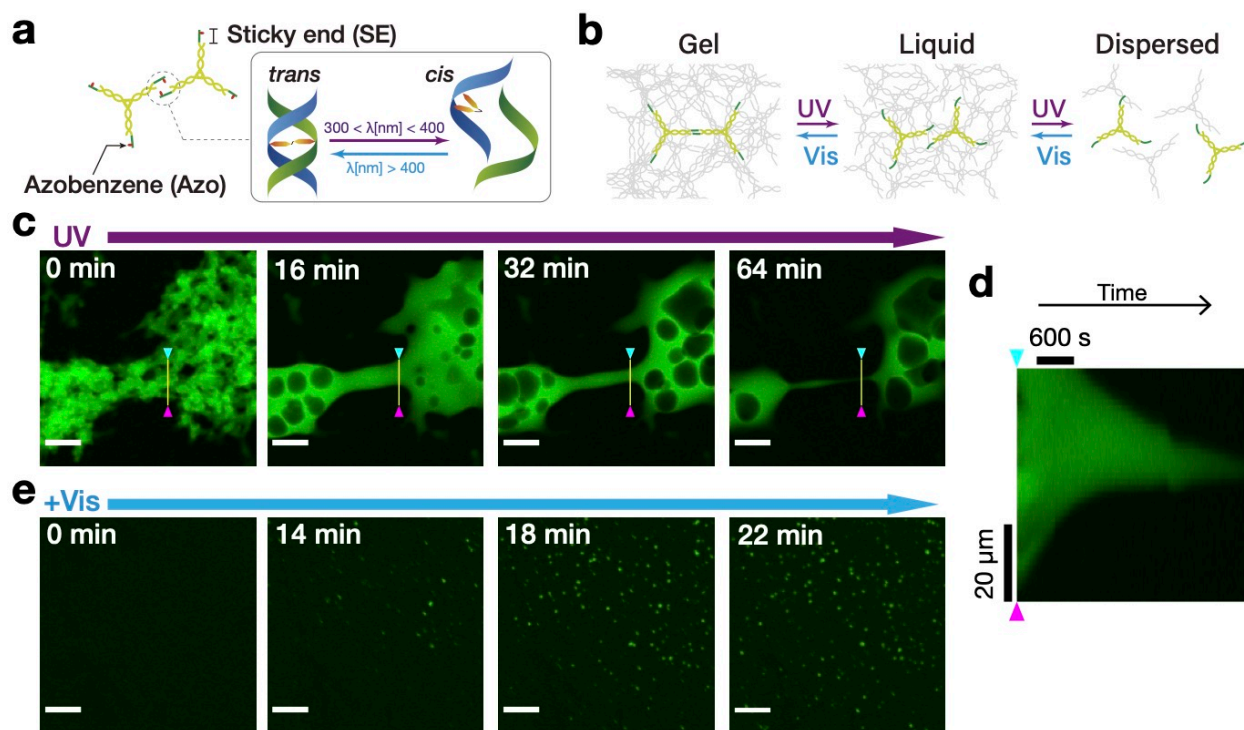 a
Sticky end (SE)
trans
cis
300 < λ[nm] < 400
λ[nm] > 400
Azobenzene (Azo)
b
Gel
Liquid
Dispersed
UV
Vis
UV
Vis
c
UV
0 min
16 min
32 min
64 min
d
Time
600 s
20 μm
e
+Vis
0 min
14 min
18 min
22 min